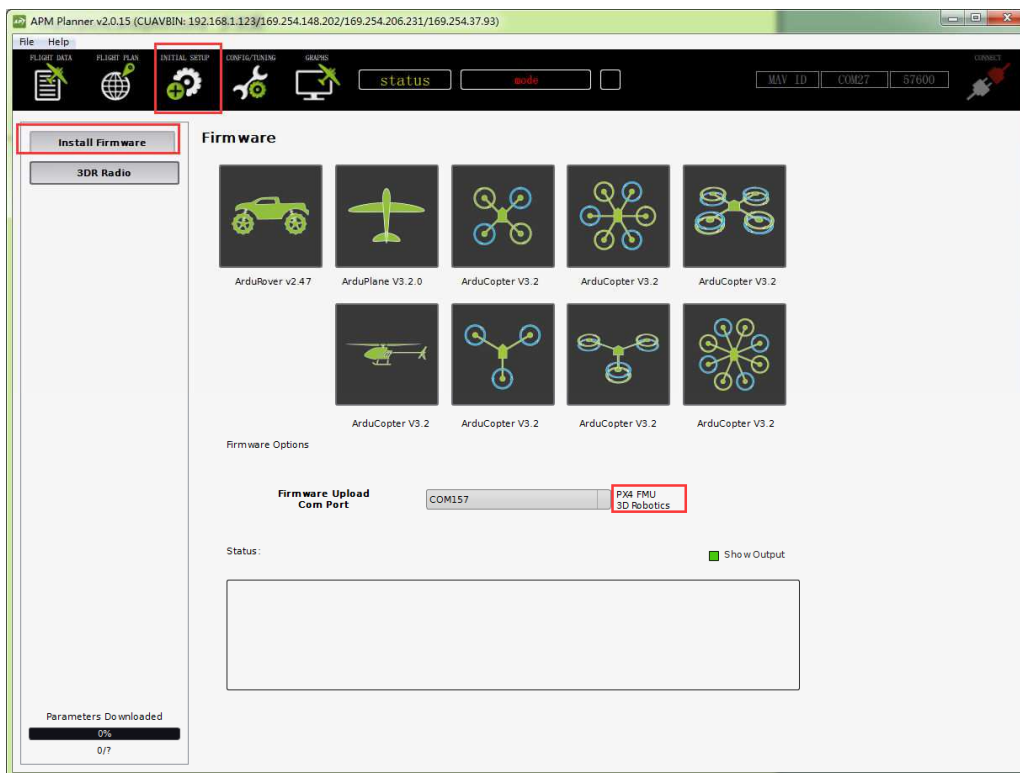 APM Planner v2.0.15 (CUAVBIN: 192.168.1.123/169.254.148.202/169.254.206.231/169.254.37.93)
File Help
FLIGHT DATA FLIGHT PLAN INITIAL SETUP CONFIG/TUNING GRAPHS
status mode MAV ID COM27 57600 CONNECT
Install Firmware
3DR Radio
Firmware
ArduRover v2.47 ArduPlane V3.2.0 ArduCopter V3.2 ArduCopter V3.2 ArduCopter V3.2
ArduCopter V3.2 ArduCopter V3.2 ArduCopter V3.2 ArduCopter V3.2
Firmware Options
Firmware Upload
Com Port
COM157
PX4 FMU
3D Robotics
Status:
Show Output
Parameters Downloaded
0%
0/?